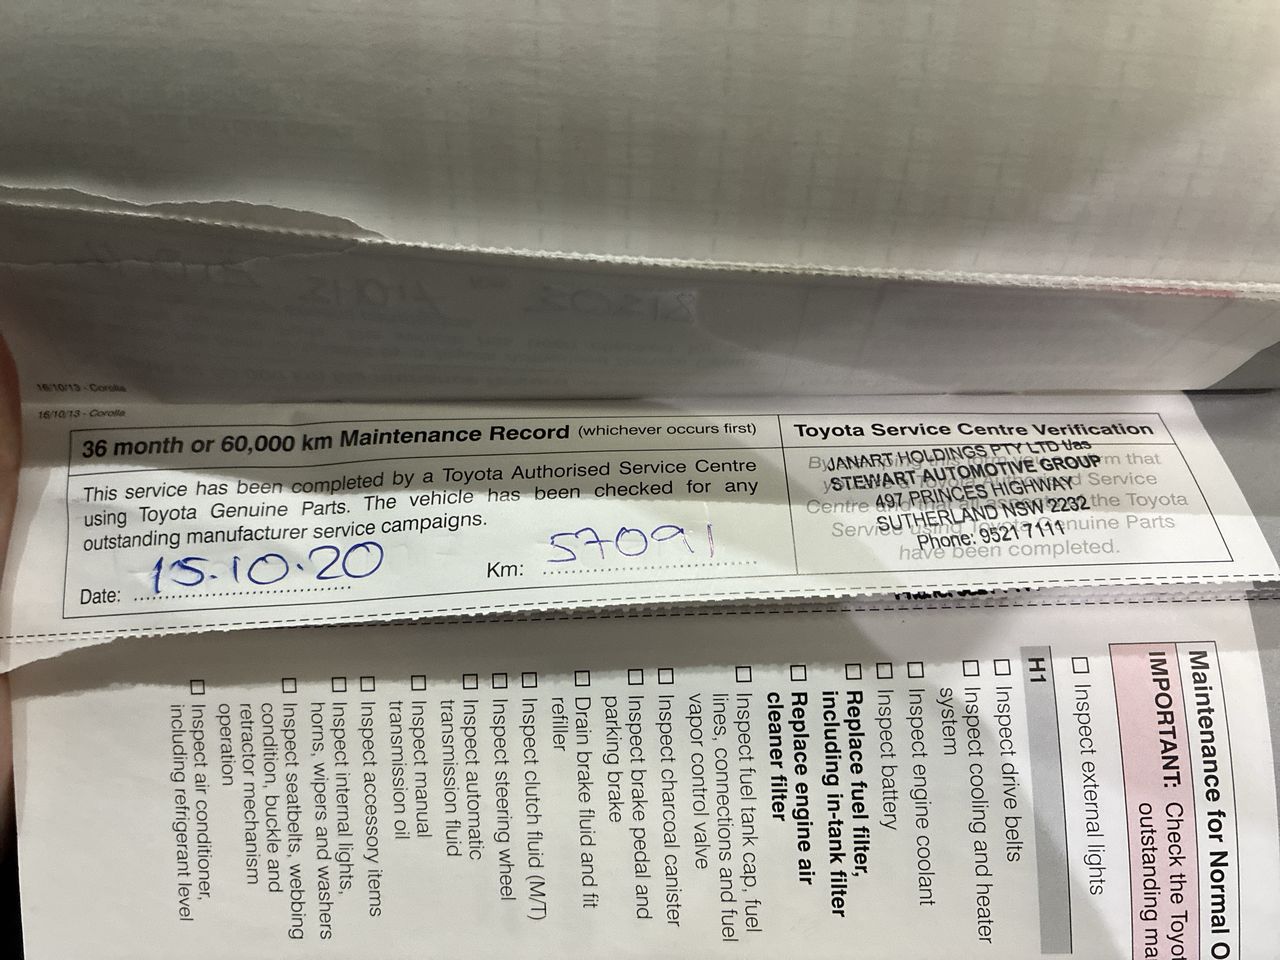 16/10/13 - Corolla
16/10/13 - Corolla
36 month or 60,000 km Maintenance Record (whichever occurs first)
This service has been completed by a Toyota Authorised Service Centre
using Toyota Genuine Parts. The vehicle has been checked for any
outstanding manufacturer service campaigns.
Date: 15.10.20
Km: 57091
Toyota Service Centre Verification
JANART HOLDINGS PTY LTD t/as
STEWART AUTOMOTIVE GROUP
497 PRINCES HIGHWAY
SUTHERLAND NSW 2232
Phone: 9521 7111
By that
Service
Centre the Toyota
Genuine Parts
have been completed.
Maintenance for Normal O
IMPORTANT: Check the Toyot
outstanding ma
☐ Inspect external lights
H1
☐ Inspect drive belts
☐ Inspect cooling and heater
system
☐ Inspect engine coolant
☐ Inspect battery
☐ Replace fuel filter,
including in-tank filter
☐ Replace engine air
cleaner filter
☐ Inspect fuel tank cap, fuel
lines, connections and fuel
vapor control valve
☐ Inspect charcoal canister
☐ Inspect brake pedal and
parking brake
☐ Drain brake fluid and fit
refiller
☐ Inspect clutch fluid (M/T)
☐ Inspect steering wheel
☐ Inspect automatic
transmission fluid
☐ Inspect manual
transmission oil
☐ Inspect accessory items
☐ Inspect internal lights,
horns, wipers and washers
☐ Inspect seatbelts, webbing
condition, buckle and
retractor mechanism
operation
☐ Inspect air conditioner,
including refrigerant level